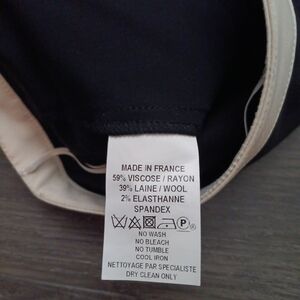 MADE IN FRANCE
59% VISCOSE / RAYON
39% LAINE / WOOL
2% ELASTHANNE
SPANDEX
P
NO WASH
NO BLEACH
NO TUMBLE
COOL IRON
NETTOYAGE PAR SPECIALISTE
DRY CLEAN ONLY